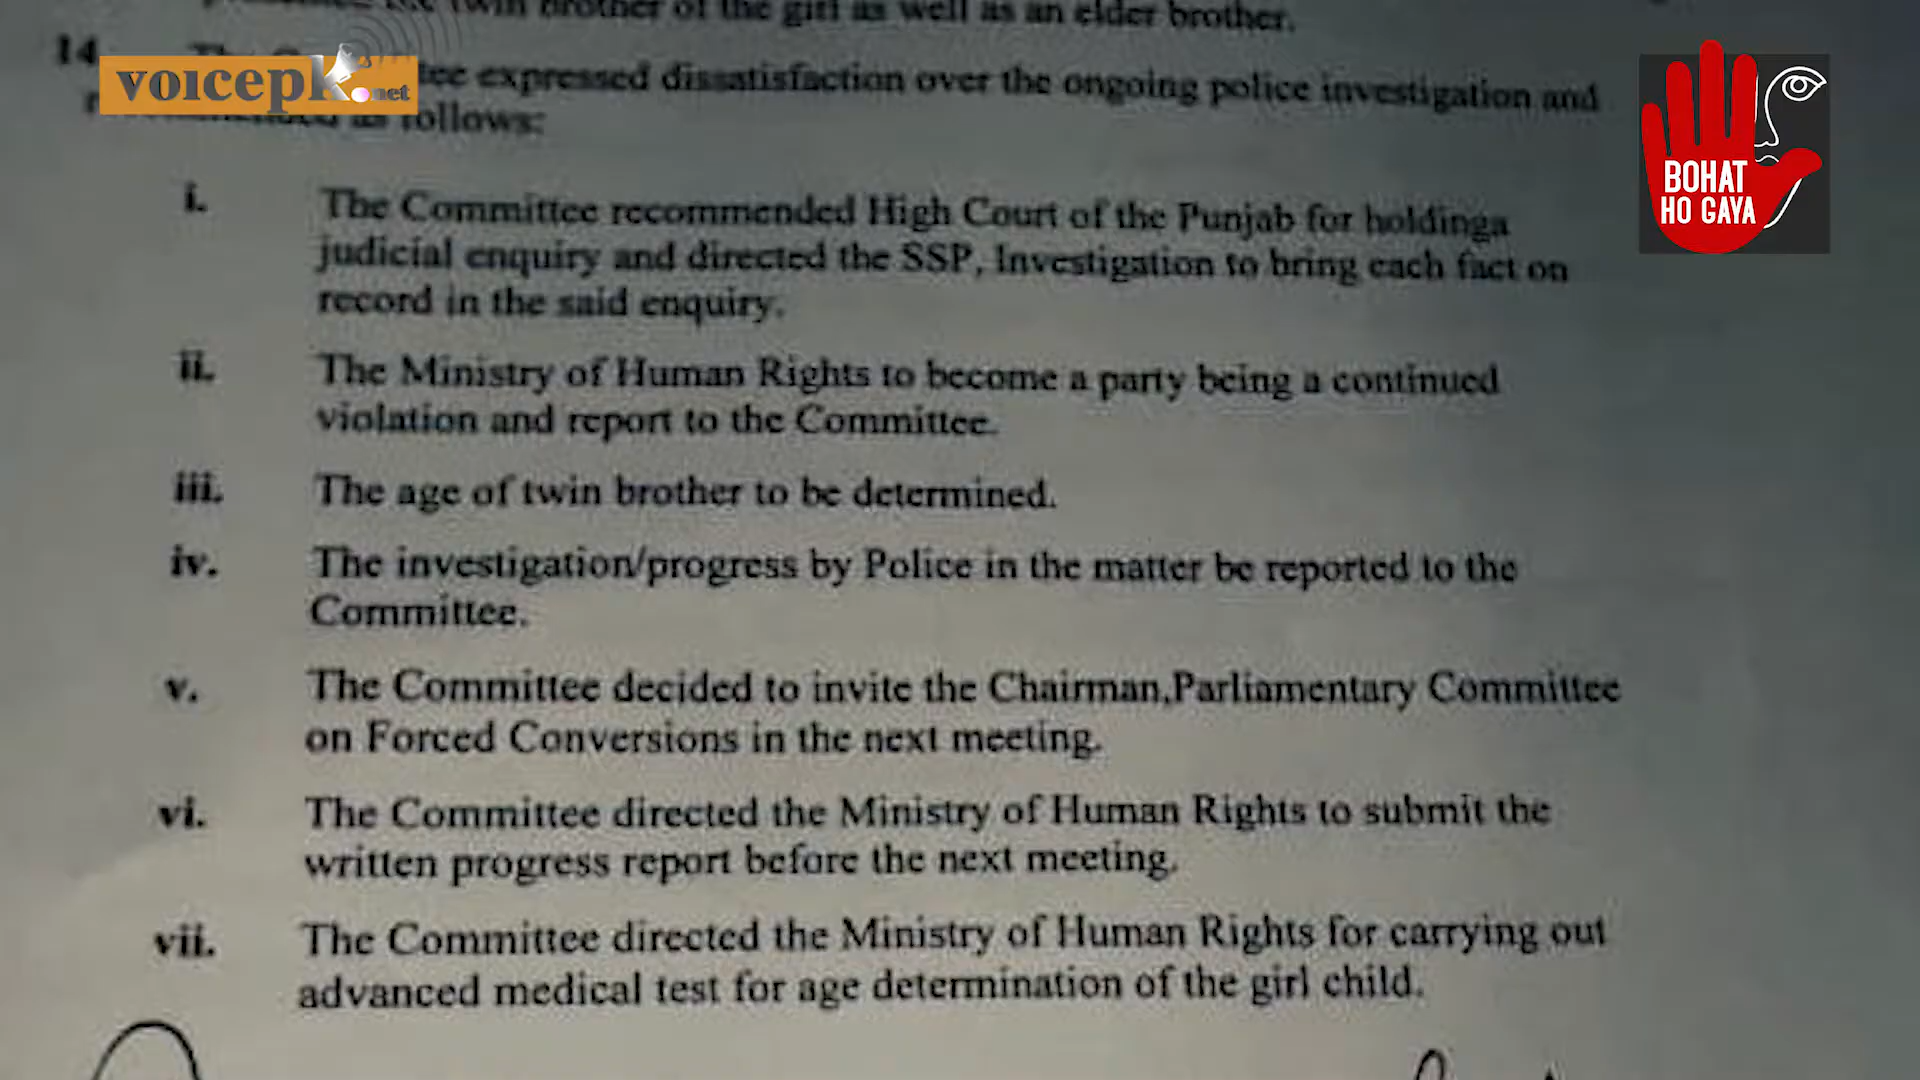 the twin brother of the girl as well as an elder brother.
14
voicepk.net
expressed dissatisfaction over the ongoing police investigation and
as follows:
BOHAT
HO GAYA
i. The Committee recommended High Court of the Punjab for holdinga
judicial enquiry and directed the SSP, Investigation to bring each fact on
record in the said enquiry.
ii. The Ministry of Human Rights to become a party being a continued
violation and report to the Committee.
iii. The age of twin brother to be determined.
iv. The investigation/progress by Police in the matter be reported to the
Committee.
v. The Committee decided to invite the Chairman,Parliamentary Committee
on Forced Conversions in the next meeting.
vi. The Committee directed the Ministry of Human Rights to submit the
written progress report before the next meeting.
vii. The Committee directed the Ministry of Human Rights for carrying out
advanced medical test for age determination of the girl child.